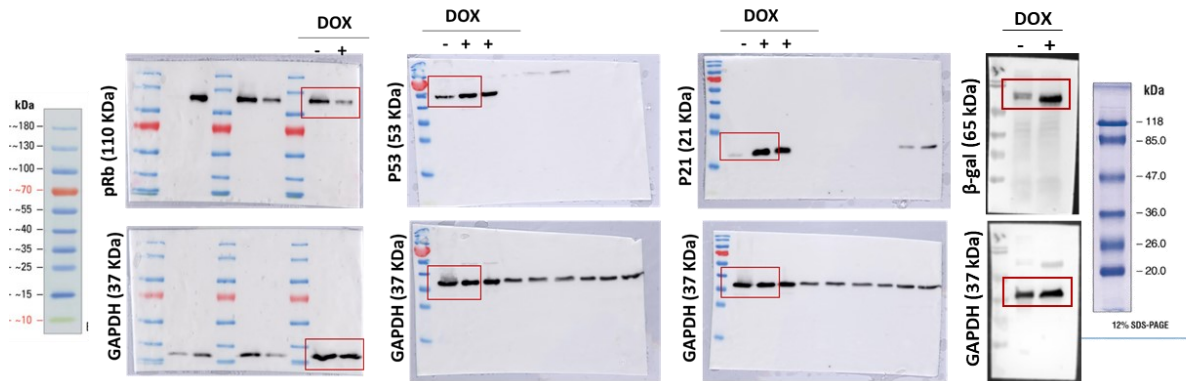 DOX
- +
DOX
- + +
DOX
- + +
DOX
- +
kDa
- ~180
- ~130
- ~100
- ~70
- ~55
- ~40
- ~35
- ~25
- ~15
- ~10
pRb (110 KDa)
P53 (53 KDa)
P21 (21 KDa)
β-gal (65 kDa)
GAPDH (37 KDa)
GAPDH (37 KDa)
GAPDH (37 KDa)
GAPDH (37 KDa)
kDa
- 118
- 85.0
- 47.0
- 36.0
- 26.0
- 20.0
12% SDS-PAGE